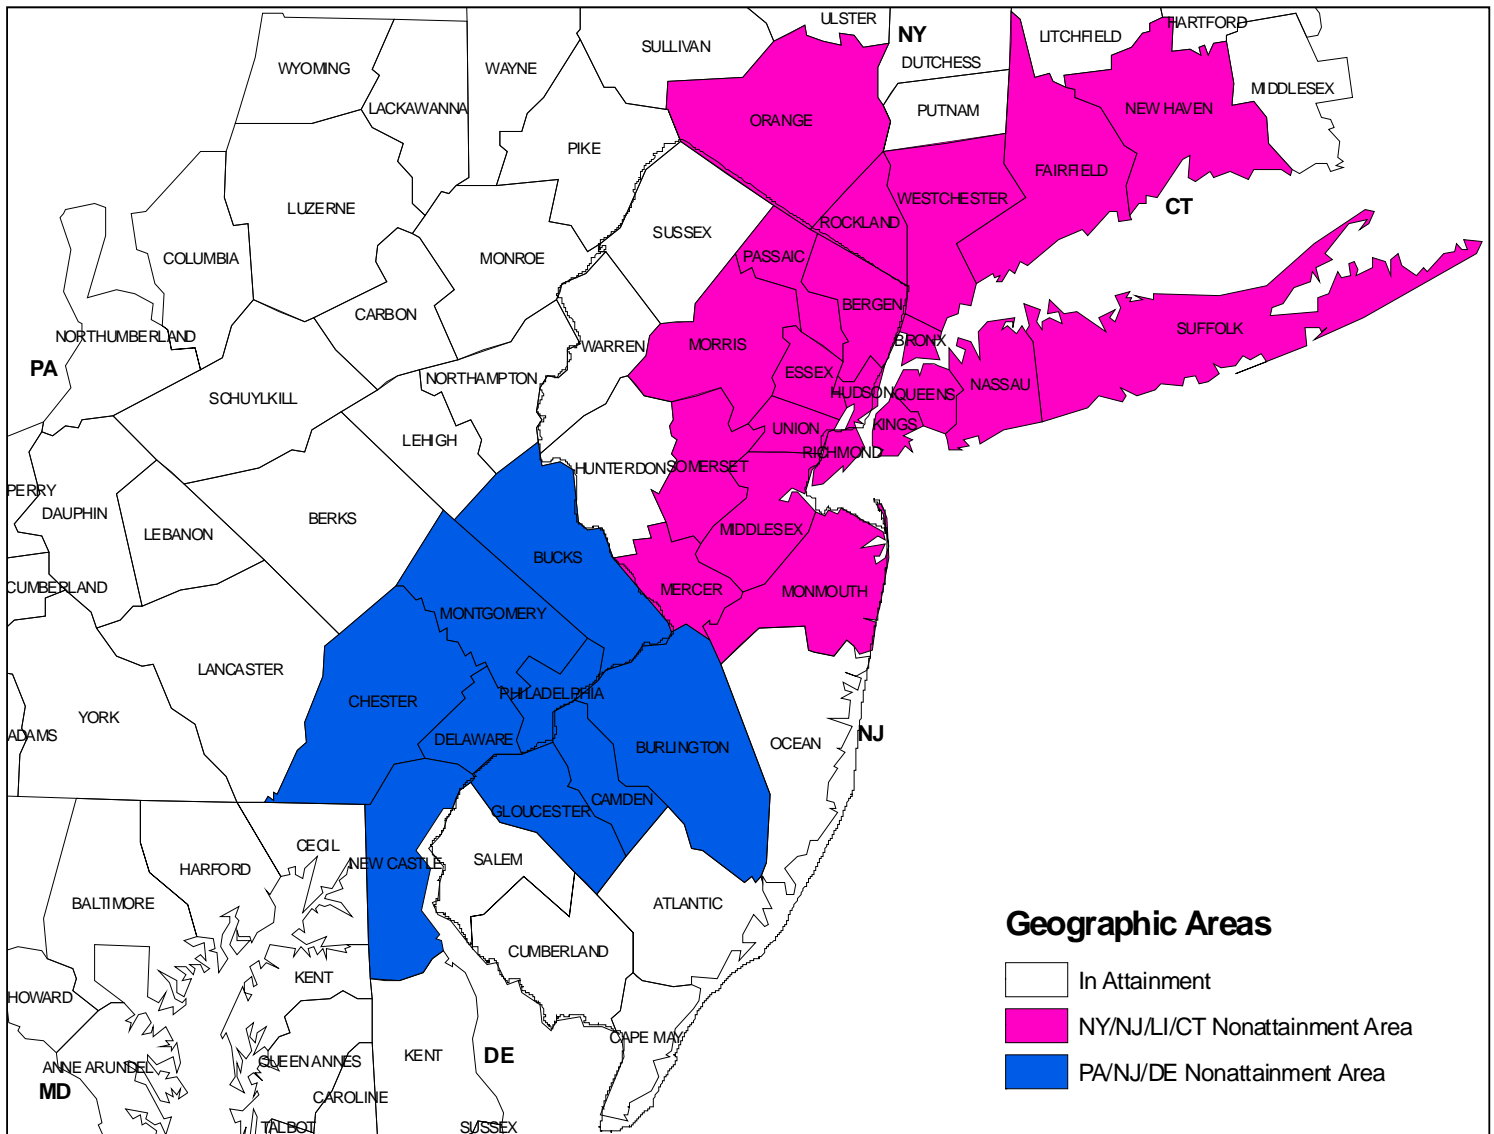 ULSTER
NY
HARTFORD
LITCHFIELD
SULLIVAN
WYOMING
WAYNE
DUTCHESS
LACKAWANNA
MIDDLESEX
PUTNAM
NEW HAVEN
ORANGE
PIKE
FAIRFIELD
WESTCHESTER
CT
LUZERNE
ROCKLAND
SUSSEX
COLUMBIA
MONROE
PASSAIC
BERGEN
CARBON
SUFFOLK
NORTHUMBERLAND
BRONX
WARREN
MORRIS
PA
ESSEX
NORTHAMPTON
NASSAU
HUDSON
QUEENS
SCHUYLKILL
KINGS
UNION
LEHIGH
RICHMOND
HUNTERDON
SOMERSET
PERRY
DAUPHIN
BERKS
LEBANON
MIDDLESEX
BUCKS
CUMBERLAND
MERCER
MONMOUTH
MONTGOMERY
LANCASTER
PHILADELPHIA
CHESTER
YORK
ADAMS
DELAWARE
BURLINGTON
OCEAN
NJ
CAMDEN
GLOUCESTER
CECIL
SALEM
NEW CASTLE
HARFORD
BALTIMORE
ATLANTIC
CUMBERLAND
KENT
HOWARD
CAPE MAY
KENT
DE
QUEEN ANNES
ANNE ARUNDEL
MD
CAROLINE
TALBOT
SUSSEX
Geographic Areas
In Attainment
NY/NJ/LI/CT Nonattainment Area
PA/NJ/DE Nonattainment Area